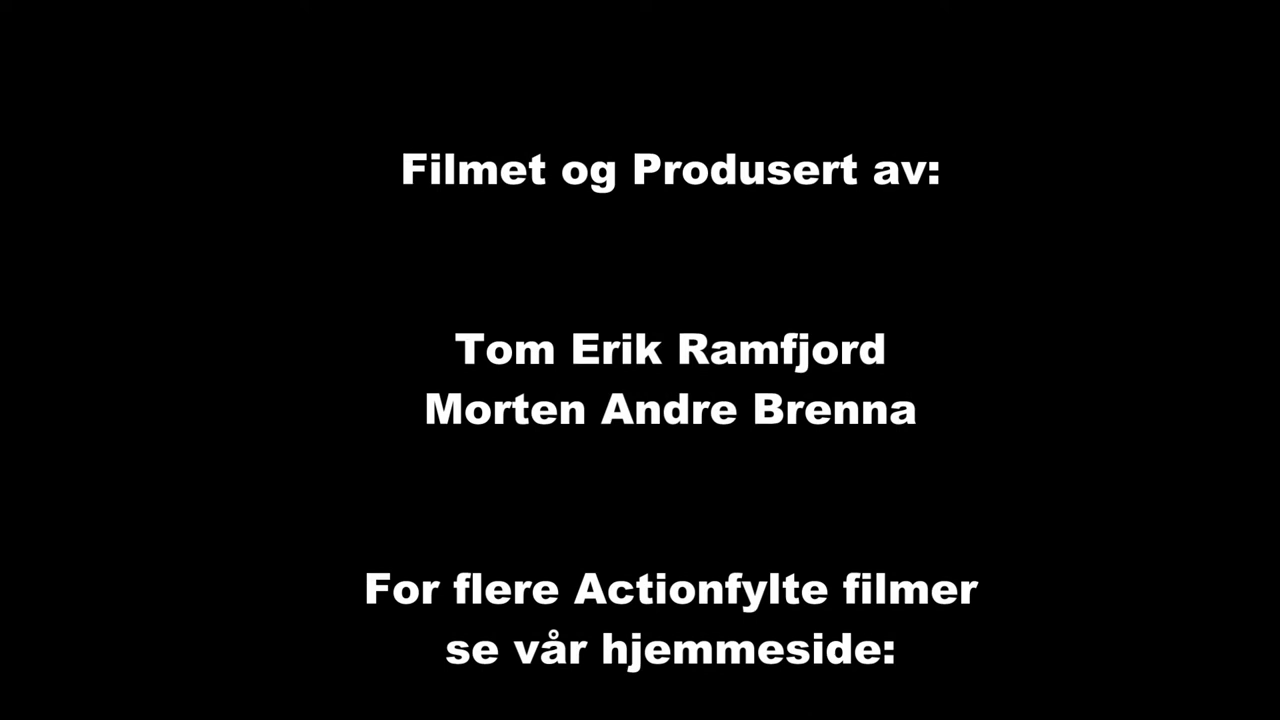 Filmet og Produsert av:
Tom Erik Ramfjord
Morten Andre Brenna
For flere Actionfylte filmer
se vår hjemmeside: